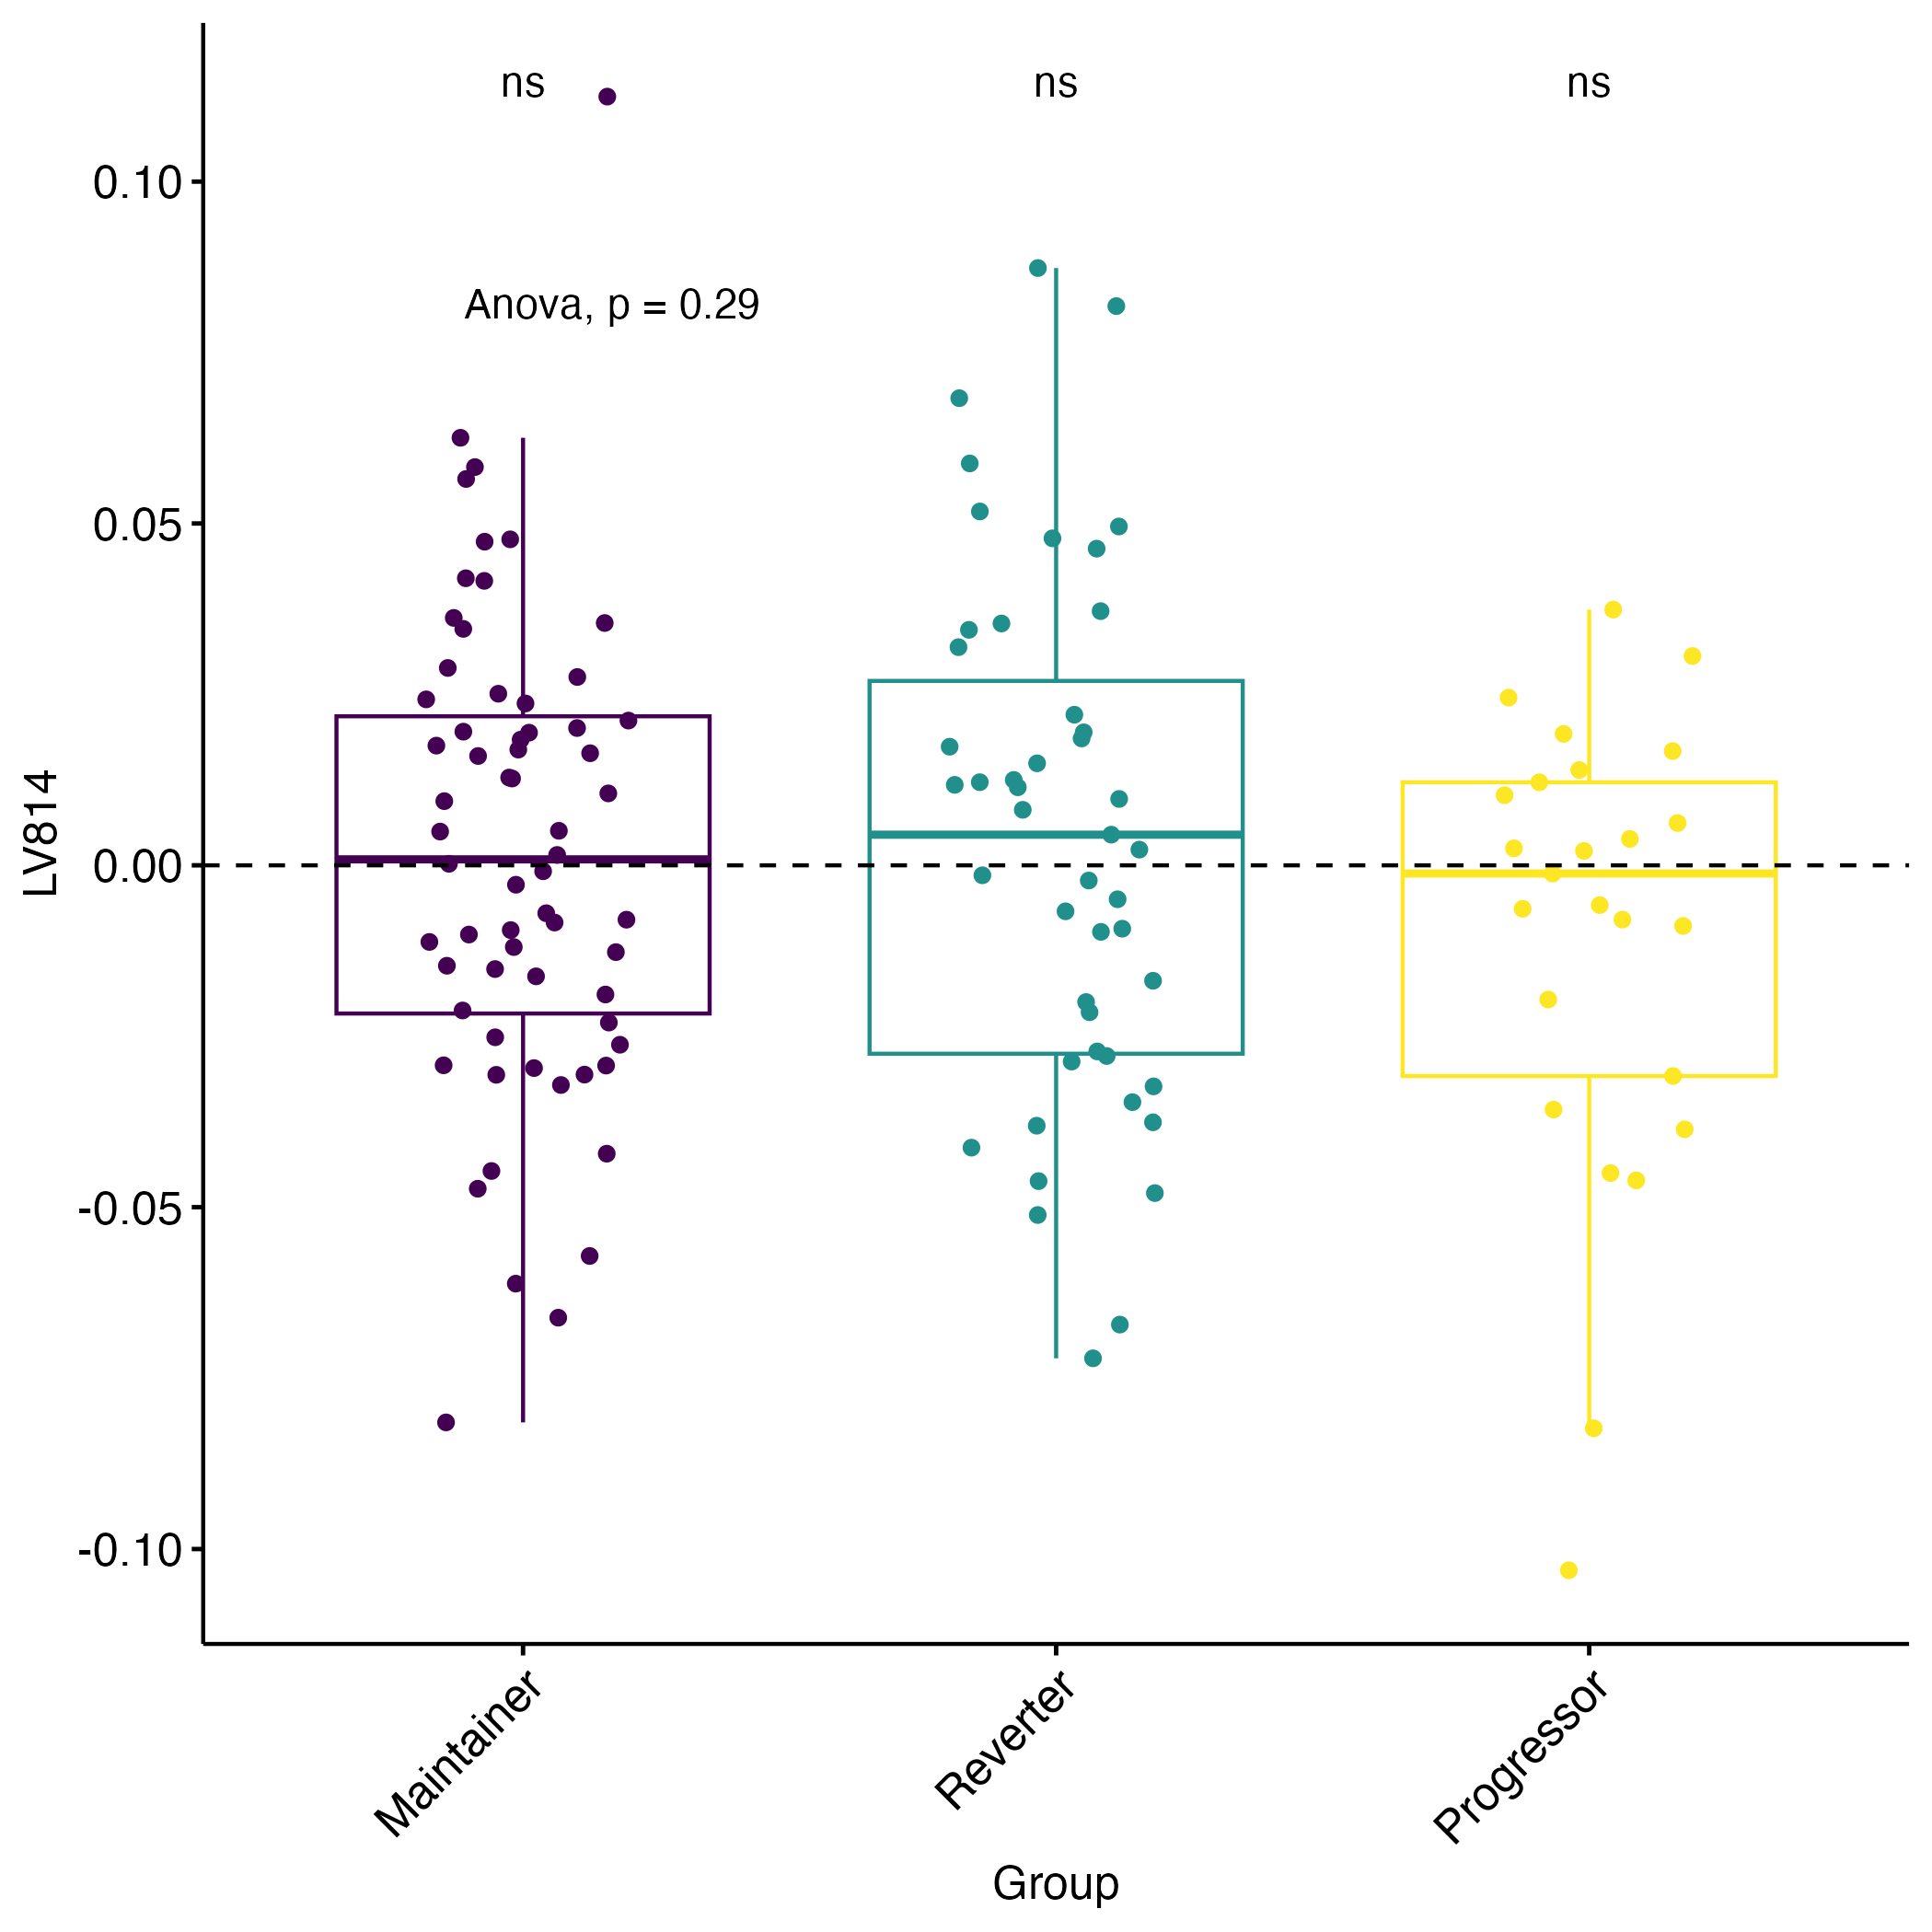 ns ns ns
Anova, p = 0.29
0.10
0.05
0.00
-0.05
-0.10
LV814
Maintainer Reverter Progressor
Group